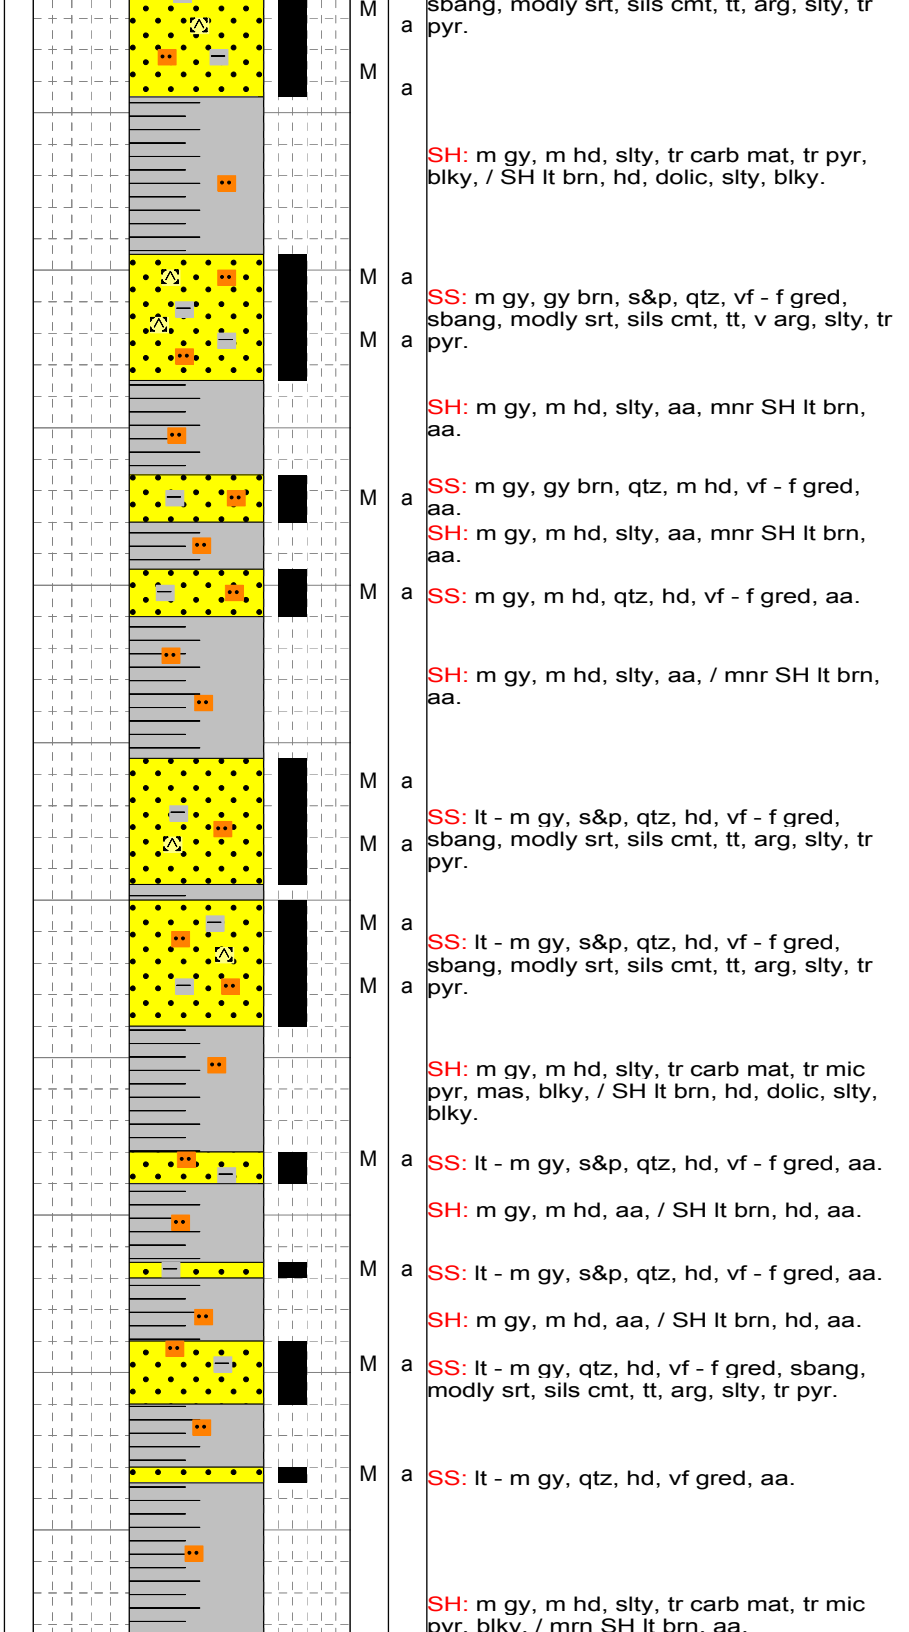 M
sbang, modly srt, sils cmt, tt, arg, slty, tr
a pyr.
M
a
SH: m gy, m hd, slty, tr carb mat, tr pyr,
blky, / SH lt brn, hd, dolic, slty, blky.
M a
SS: m gy, gy brn, s&p, qtz, vf - f gred,
sbang, modly srt, sils cmt, tt, v arg, slty, tr
M a pyr.
SH: m gy, m hd, slty, aa, mnr SH lt brn,
aa.
SS: m gy, gy brn, qtz, m hd, vf - f gred,
M a
aa.
SH: m gy, m hd, slty, aa, mnr SH lt brn,
aa.
M a SS: m gy, m hd, qtz, hd, vf - f gred, aa.
SH: m gy, m hd, slty, aa, / mnr SH lt brn,
aa.
M a
SS: lt - m gy, s&p, qtz, hd, vf - f gred,
M a sbang, modly srt, sils cmt, tt, arg, slty, tr
pyr.
M a
SS: lt - m gy, s&p, qtz, hd, vf - f gred,
sbang, modly srt, sils cmt, tt, arg, slty, tr
M a pyr.
SH: m gy, m hd, slty, tr carb mat, tr mic
pyr, mas, blky, / SH lt brn, hd, dolic, slty,
blky.
M a SS: lt - m gy, s&p, qtz, hd, vf - f gred, aa.
SH: m gy, m hd, aa, / SH lt brn, hd, aa.
M a SS: lt - m gy, s&p, qtz, hd, vf - f gred, aa.
SH: m gy, m hd, aa, / SH lt brn, hd, aa.
M a SS: lt - m gy, qtz, hd, vf - f gred, sbang,
modly srt, sils cmt, tt, arg, slty, tr pyr.
M a SS: lt - m gy, qtz, hd, vf gred, aa.
SH: m gy, m hd, slty, tr carb mat, tr mic
pyr, blky, / mrn SH lt brn, aa.